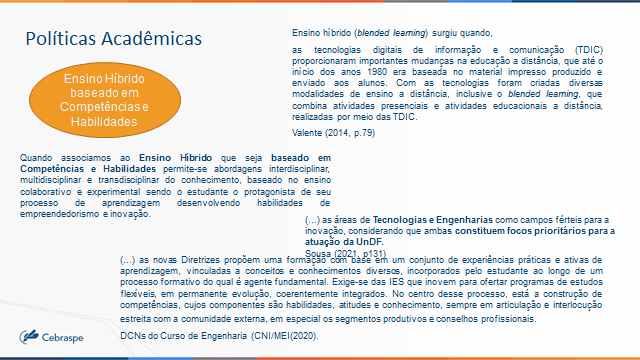 Políticas Acadêmicas
Ensino Híbrido
baseado em
Competências e
Habilidades
Ensino híbrido (blended learning) surgiu quando,
as tecnologias digitais de informação e comunicação (TDIC)
proporcionaram importantes mudanças na educação a distância, que até o
início dos anos 1980 era baseada no material impresso produzido e
enviado aos alunos. Com as tecnologias foram criadas diversas
modalidades de ensino a distância, inclusive o blended learning, que
combina atividades presenciais e atividades educacionais a distância,
realizadas por meio das TDIC.
Valente (2014, p.79)
Quando associamos ao Ensino Híbrido que seja baseado em
Competências e Habilidades permite-se abordagens interdisciplinar,
multidisciplinar e transdisciplinar do conhecimento, baseado no ensino
colaborativo e experimental sendo o estudante o protagonista de seu
processo de aprendizagem desenvolvendo habilidades de
empreendedorismo e inovação.
(…) as áreas de Tecnologias e Engenharias como campos férteis para a
inovação, considerando que ambas constituem focos prioritários para a
atuação da UnDF.
Sousa (2021, p131)
(…) as novas Diretrizes propõem uma formação com base em um conjunto de experiências práticas e ativas de
aprendizagem, vinculadas a conceitos e conhecimentos diversos, incorporados pelo estudante ao longo de um
processo formativo do qual é agente fundamental. Exige-se das IES que inovem para ofertar programas de estudos
flexíveis, em permanente evolução, coerentemente integrados. No centro desse processo, está a construção de
competências, cujos componentes são habilidades, atitudes e conhecimento, sempre em articulação e interlocução
estreita com a comunidade externa, em especial os segmentos produtivos e conselhos profissionais.
DCNs do Curso de Engenharia (CNI/MEI(2020).
Cebraspe